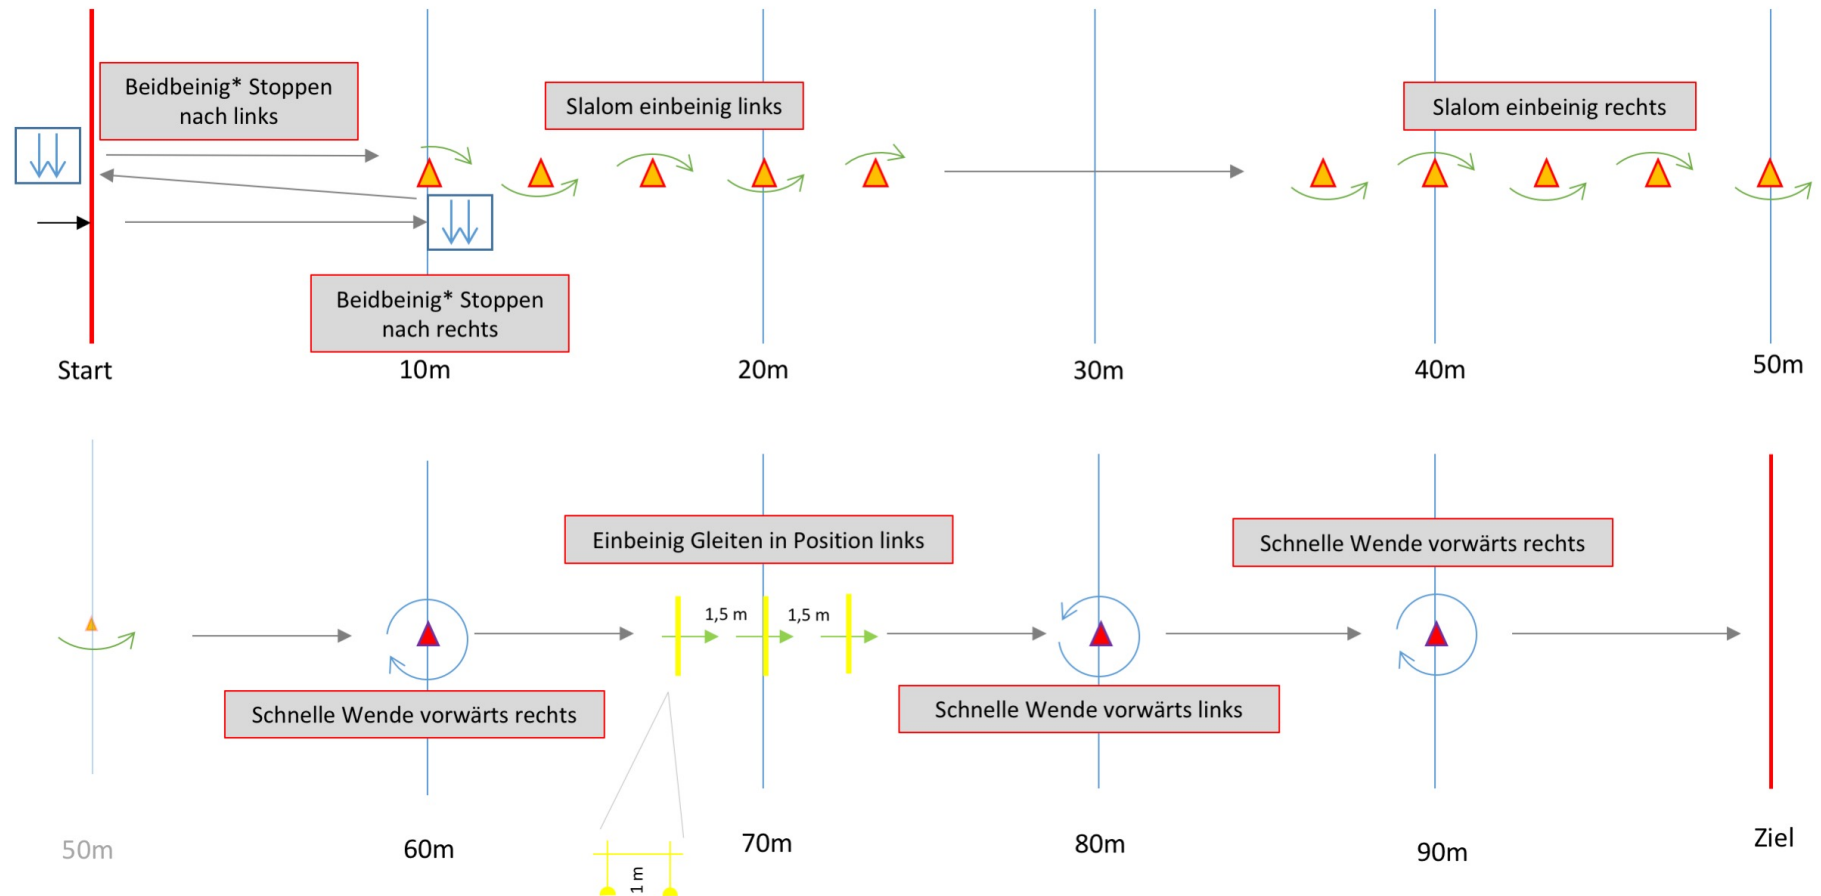 Beidbeinig* Stoppen
nach links
Slalom einbeinig links
Slalom einbeinig rechts
Beidbeinig* Stoppen
nach rechts
Start
10m
20m
30m
40m
50m
Einbeinig Gleiten in Position links
Schnelle Wende vorwärts rechts
1,5 m
1,5 m
Schnelle Wende vorwärts rechts
Schnelle Wende vorwärts links
50m
60m
70m
80m
90m
Ziel
1 m